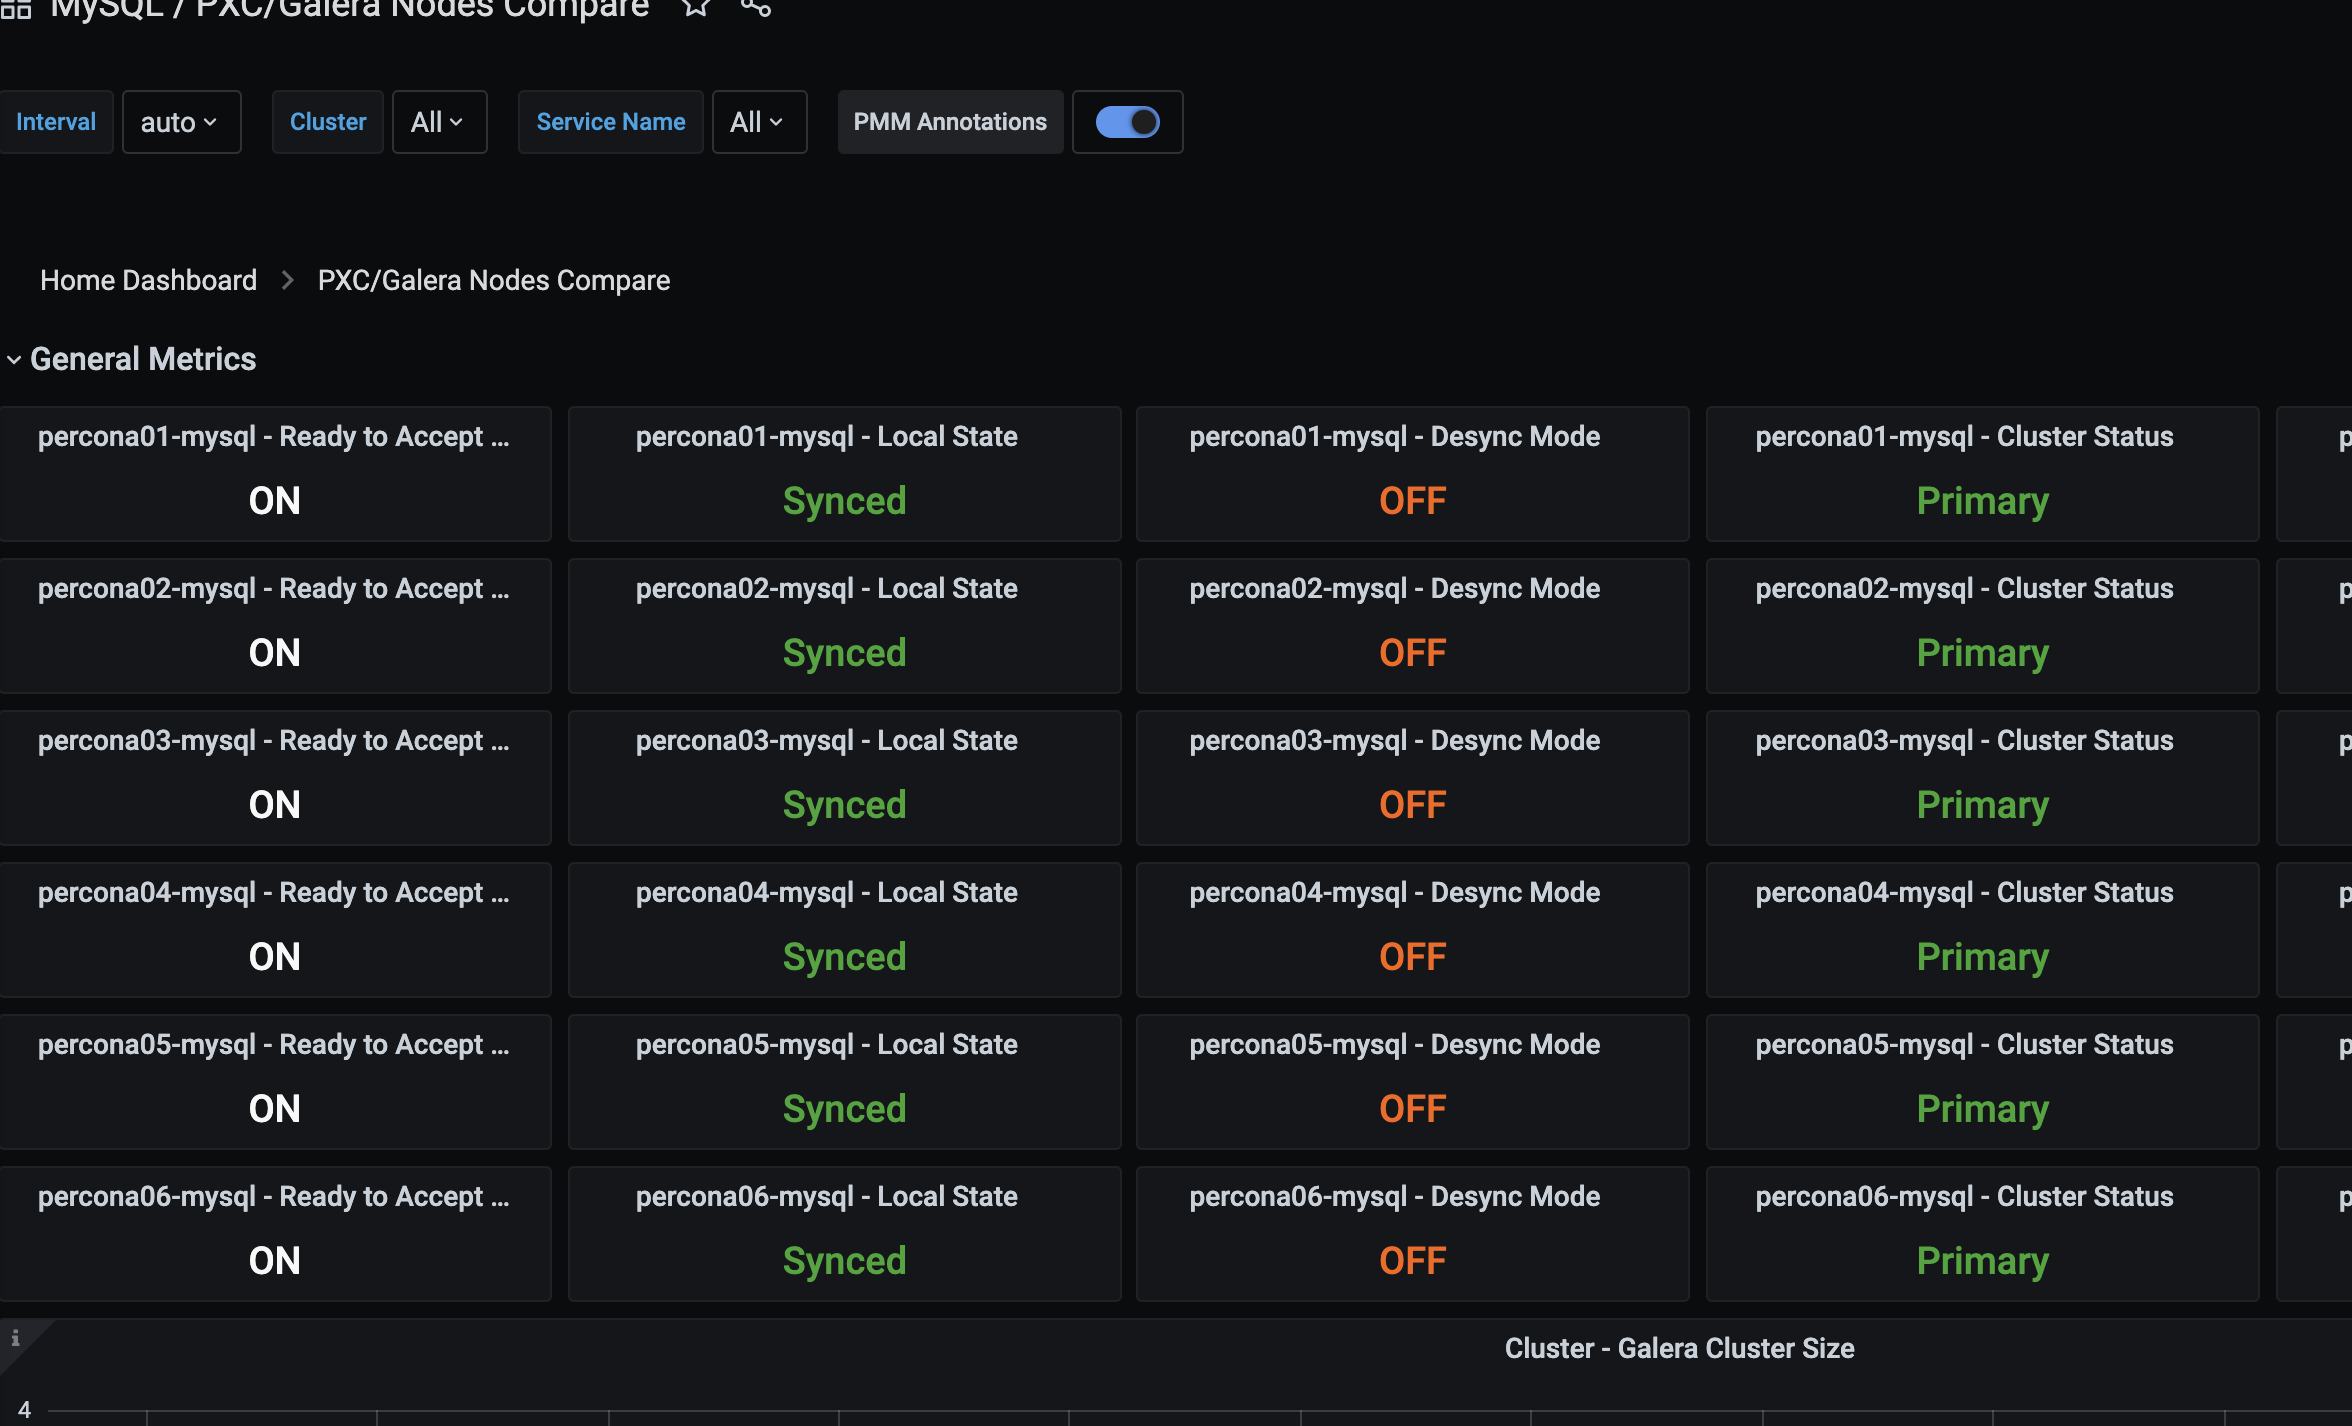 MySQL / PXC/Galera Nodes Compare
Interval auto Cluster All Service Name All PMM Annotations
Home Dashboard > PXC/Galera Nodes Compare
General Metrics
percona01-mysql - Ready to Accept ... percona01-mysql - Local State percona01-mysql - Desync Mode percona01-mysql - Cluster Status p
ON Synced OFF Primary
percona02-mysql - Ready to Accept ... percona02-mysql - Local State percona02-mysql - Desync Mode percona02-mysql - Cluster Status p
ON Synced OFF Primary
percona03-mysql - Ready to Accept ... percona03-mysql - Local State percona03-mysql - Desync Mode percona03-mysql - Cluster Status p
ON Synced OFF Primary
percona04-mysql - Ready to Accept ... percona04-mysql - Local State percona04-mysql - Desync Mode percona04-mysql - Cluster Status p
ON Synced OFF Primary
percona05-mysql - Ready to Accept ... percona05-mysql - Local State percona05-mysql - Desync Mode percona05-mysql - Cluster Status p
ON Synced OFF Primary
percona06-mysql - Ready to Accept ... percona06-mysql - Local State percona06-mysql - Desync Mode percona06-mysql - Cluster Status p
ON Synced OFF Primary
i
Cluster - Galera Cluster Size
4